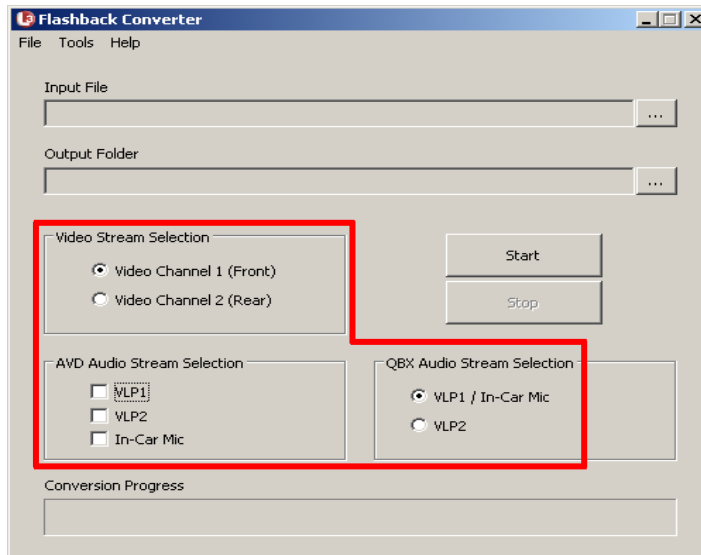 Flashback Converter
File Tools Help
Input File
...
Output Folder
...
Video Stream Selection
Video Channel 1 (Front)
Video Channel 2 (Rear)
Start
Stop
AVD Audio Stream Selection
VLP1
VLP2
In-Car Mic
QBX Audio Stream Selection
VLP1 / In-Car Mic
VLP2
Conversion Progress